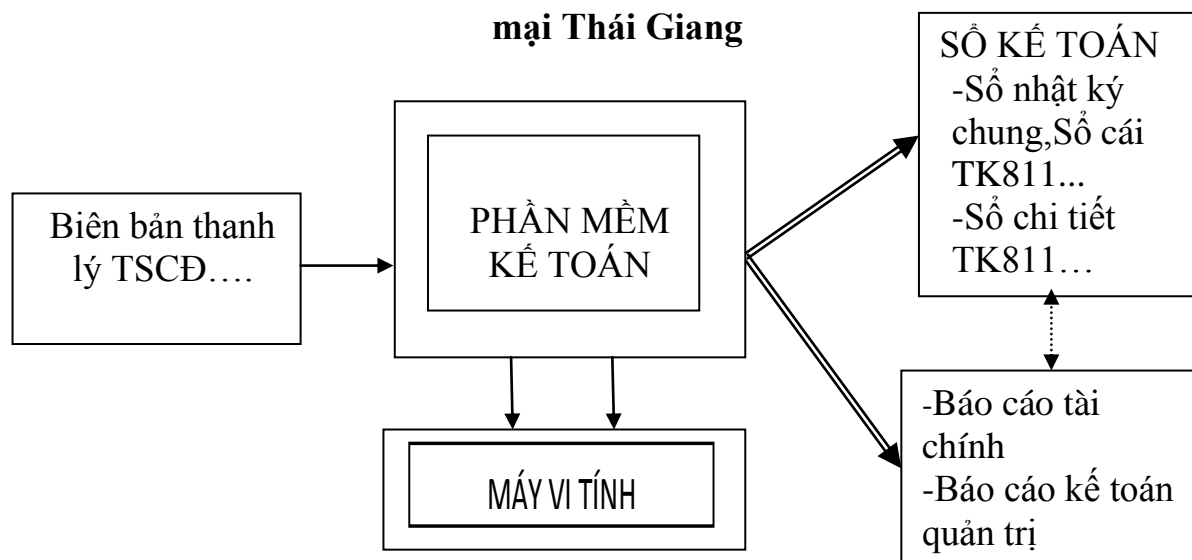 mại Thái Giang
Biên bản thanh
lý TSCĐ….
PHẦN MỀM
KẾ TOÁN
MÁY VI TÍNH
SỔ KẾ TOÁN
-Sổ nhật ký
chung,Sổ cái
TK811...
-Sổ chi tiết
TK811…
-Báo cáo tài
chính
-Báo cáo kế toán
quản trị